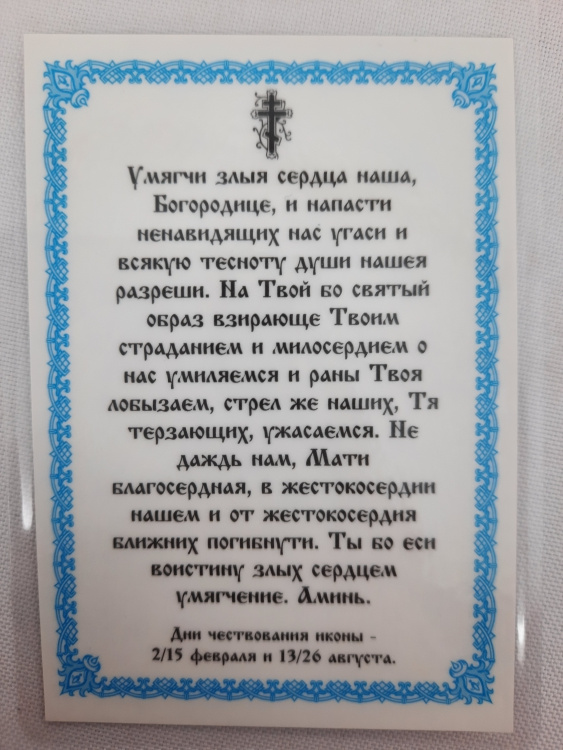 Умягчи злыя сердца наша,
Богородице, и напасти
ненавидящих нас угаси и
всякую тесноту души нашея
разреши. На Твой бо святый
образ взирающе Твоим
страданием и милосердием о
нас умиляемся и раны Твоя
лобызаем, стрел же наших, Тя
терзающих, ужасаемся. Не
даждь нам, Мати
благосердная, в жестокосердии
нашем и от жестокосердия
ближних погибнути. Ты бо еси
воистину злых сердцем
умягчение. Аминь.
Дни чествования иконы -
2/15 февраля и 13/26 августа.